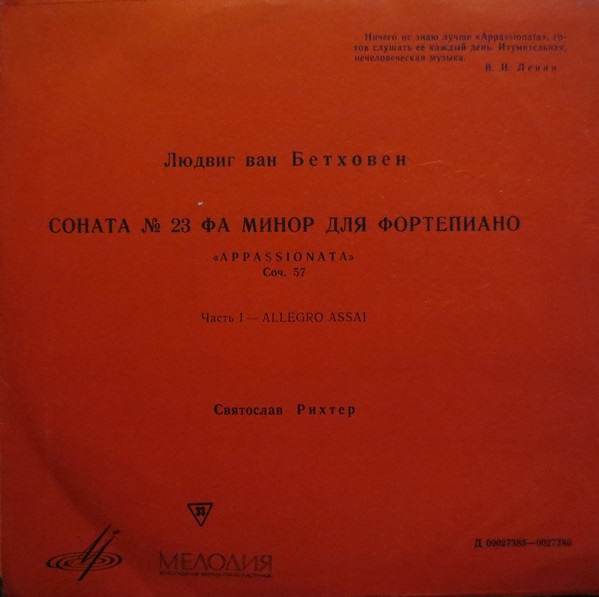 Ничего не знаю лучше «Appassionata», го-
тов слушать ее каждый день. Изумительная,
нечеловеческая музыка.
В. И. Ленин
Людвиг ван Бетховен
СОНАТА № 23 ФА МИНОР ДЛЯ ФОРТЕПИАНО
«APPASSIONATA»
Соч. 57
Часть I — ALLEGRO ASSAI
Святослав Рихтер
33
Д 00027385—0027386
МЕЛОДИЯ